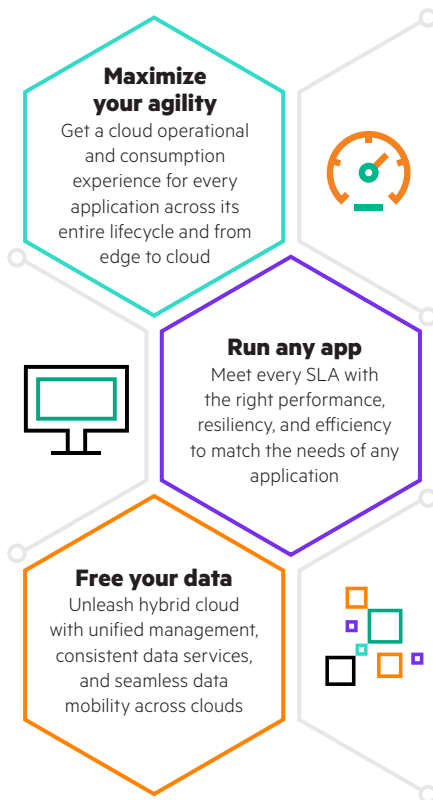 Maximize
your agility
Get a cloud operational
and consumption
experience for every
application across its
entire lifecycle and from
edge to cloud
Run any app
Meet every SLA with
the right performance,
resiliency, and efficiency
to match the needs of any
application
Free your data
Unleash hybrid cloud
with unified management,
consistent data services,
and seamless data
mobility across clouds